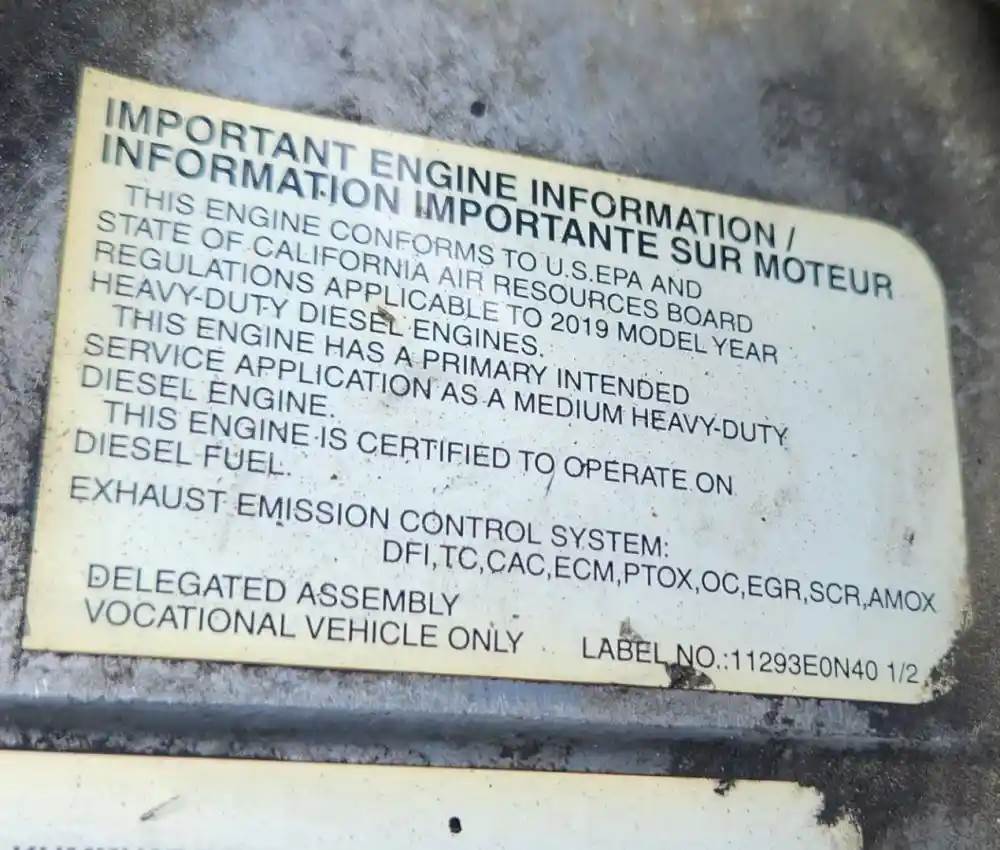 IMPORTANT ENGINE INFORMATION /
INFORMATION IMPORTANTE SUR MOTEUR
THIS ENGINE CONFORMS TO U.S.EPA AND
STATE OF CALIFORNIA AIR RESOURCES BOARD
REGULATIONS APPLICABLE TO 2019 MODEL YEAR
HEAVY-DUTY DIESEL ENGINES.
THIS ENGINE HAS A PRIMARY INTENDED
SERVICE APPLICATION AS A MEDIUM HEAVY-DUTY
DIESEL ENGINE.
THIS ENGINE IS CERTIFIED TO OPERATE ON
DIESEL FUEL.
EXHAUST EMISSION CONTROL SYSTEM:
DFI,TC,CAC,ECM,PTOX,OC,EGR,SCR,AMOX
DELEGATED ASSEMBLY
VOCATIONAL VEHICLE ONLY
LABEL NO.:11293E0N40 1/2